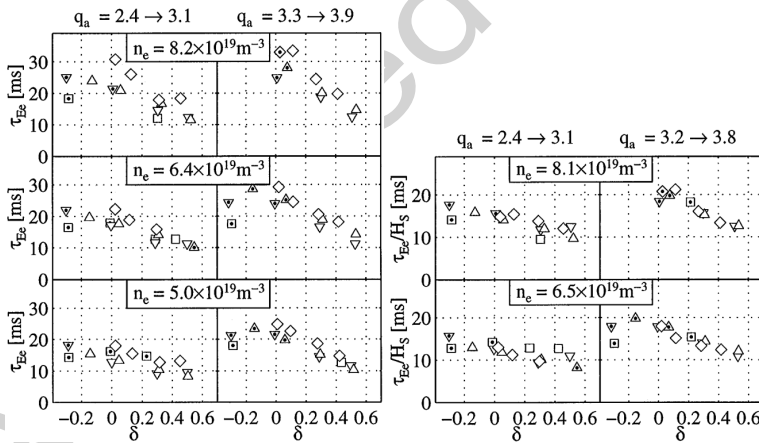 q_a = 2.4 → 3.1 q_a = 3.3 → 3.9
n_e = 8.2×10^19m^−3
τ_Ee [ms]
30
20
10
0
n_e = 6.4×10^19m^−3
τ_Ee [ms]
30
20
10
0
n_e = 5.0×10^19m^−3
τ_Ee [ms]
30
20
10
0
−0.2 0 0.2 0.4 0.6 −0.2 0 0.2 0.4 0.6
δ δ
q_a = 2.4 → 3.1 q_a = 3.2 → 3.8
n_e = 8.1×10^19m^−3
τ_Ee/H_S [ms]
20
10
0
n_e = 6.5×10^19m^−3
τ_Ee/H_S [ms]
20
10
0
−0.2 0 0.2 0.4 0.6 −0.2 0 0.2 0.4 0.6
δ δ